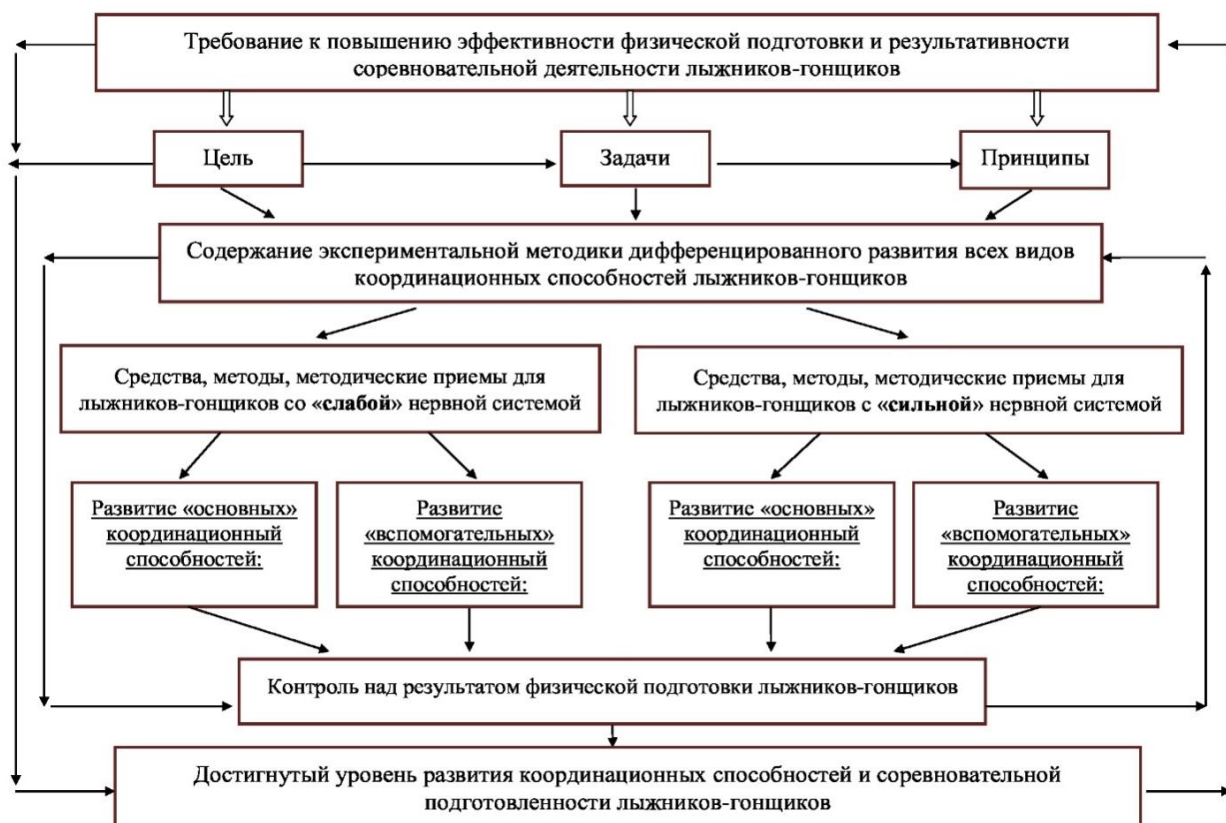 Требование к повышению эффективности физической подготовки и результативности
соревновательной деятельности лыжников-гонщиков
Цель
Задачи
Принципы
Содержание экспериментальной методики дифференцированного развития всех видов
координационных способностей лыжников-гонщиков
Средства, методы, методические приемы для
лыжников-гонщиков со «слабой» нервной системой
Средства, методы, методические приемы для
лыжников-гонщиков с «сильной» нервной системой
Развитие «основных»
координационный
способностей:
Развитие
«вспомогательных»
координационный
способностей:
Развитие «основных»
координационный
способностей:
Развитие
«вспомогательных»
координационный
способностей:
Контроль над результатом физической подготовки лыжников-гонщиков
Достигнутый уровень развития координационных способностей и соревновательной
подготовленности лыжников-гонщиков